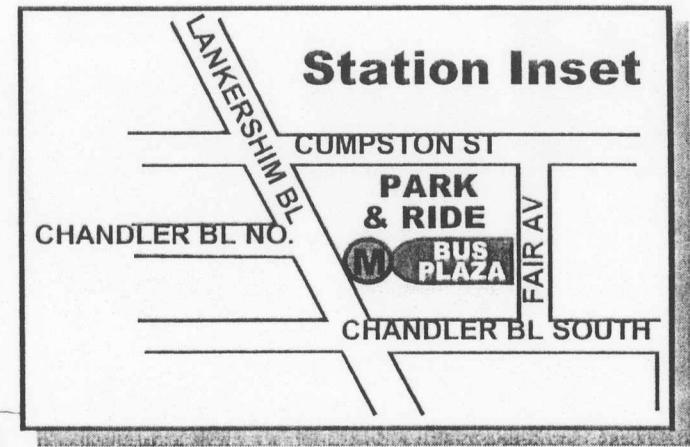 Station Inset
LANKERSHIM BL
CUMPSTON ST
PARK
& RIDE
CHANDLER BL NO.
M
BUS
PLAZA
FAIR AV
CHANDLER BL SOUTH